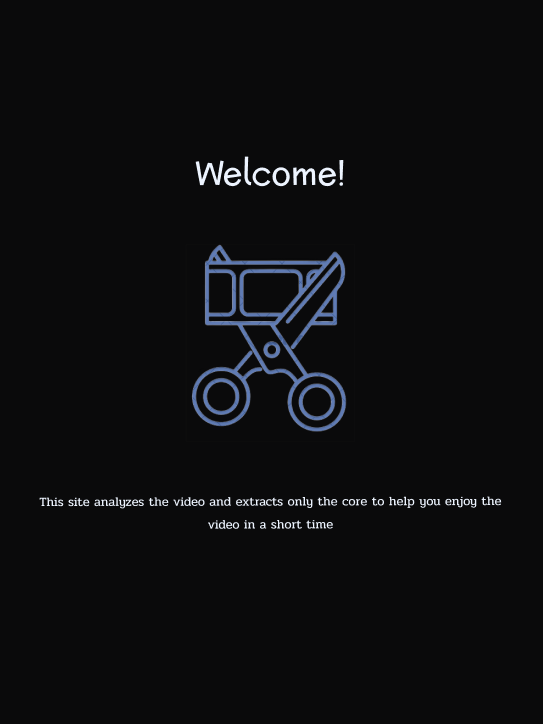 Welcome!
This site analyzes the video and extracts only the core to help you enjoy the
video in a short time